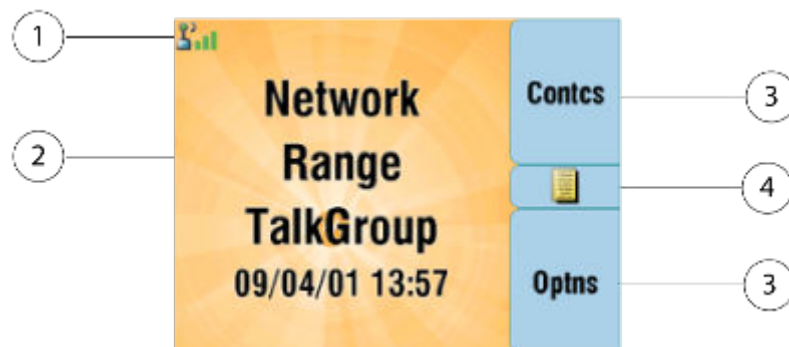 1
2
Network
Range
TalkGroup
09/04/01 13:57
Contcs
Optns
3
4
3